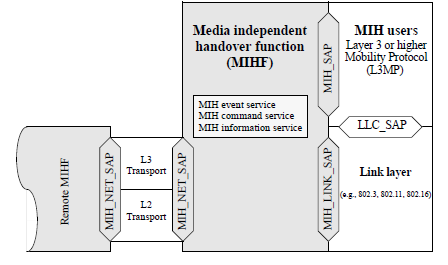 Media independent
handover function
(MIHF)
MIH event service
MIH command service
MIH information service
MIH_SAP
MIH users
Layer 3 or higher
Mobility Protocol
(L3MP)
LLC_SAP
Link layer
(e.g., 802.3, 802.11, 802.16)
MIH_LINK_SAP
Remote MIHF
MIH_NET_SAP
L3
Transport
L2
Transport
MIH_NET_SAP